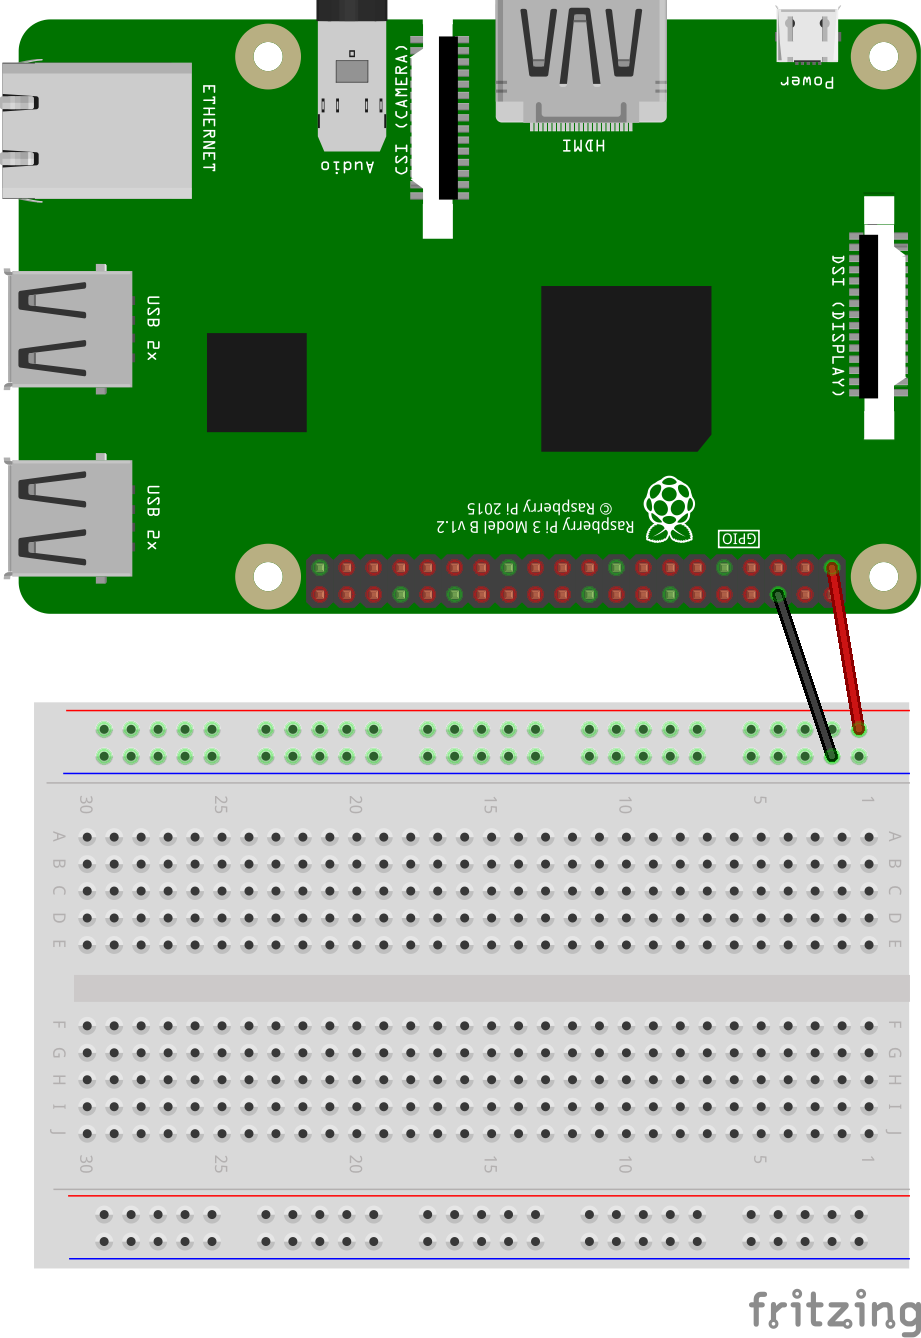 Power
HDMI
CSI (CAMERA)
Audio
ETHERNET
DSI (DISPLAY)
USB 2x
USB 2x
Raspberry Pi 3 Model B v1.2
© Raspberry Pi 2015
GPIO
30 25 20 15 10 5 1
A A
B B
C C
D D
E E
F F
G G
H H
I I
J J
30 25 20 15 10 5 1
fritzing